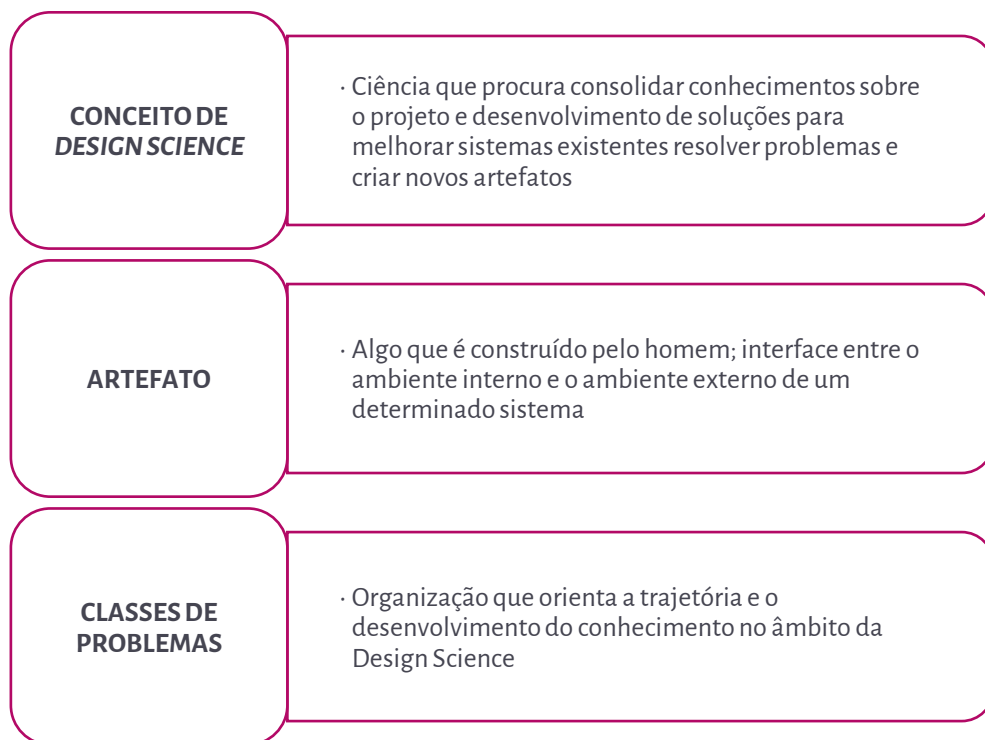 CONCEITO DE
DESIGN SCIENCE
· Ciência que procura consolidar conhecimentos sobre
o projeto e desenvolvimento de soluções para
melhorar sistemas existentes resolver problemas e
criar novos artefatos
ARTEFATO
· Algo que é construído pelo homem; interface entre o
ambiente interno e o ambiente externo de um
determinado sistema
CLASSES DE
PROBLEMAS
· Organização que orienta a trajetória e o
desenvolvimento do conhecimento no âmbito da
Design Science